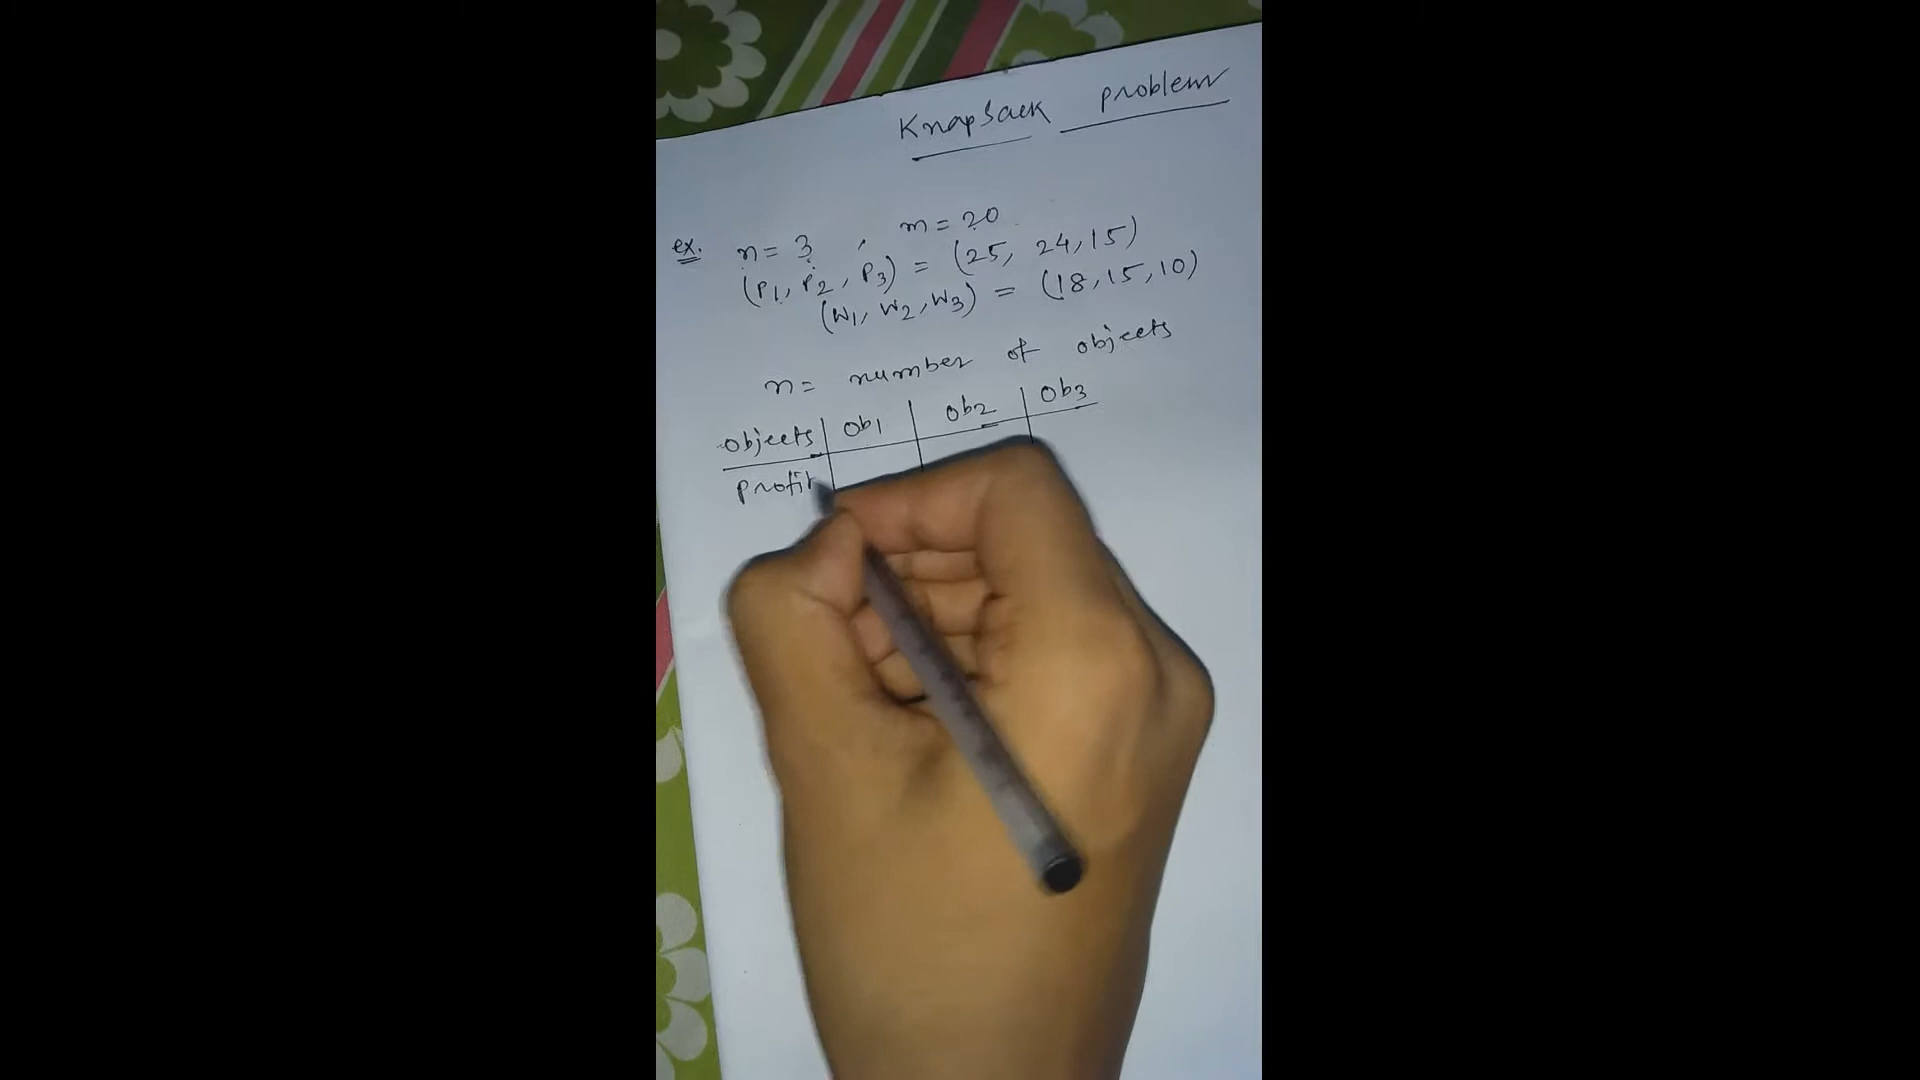 Knapsack problem
ex. n = 3 , m = 20
(P1, P2, P3) = (25, 24, 15)
(W1, W2, W3) = (18, 15, 10)
n = number of objects
objects ob1 ob2 ob3
profit